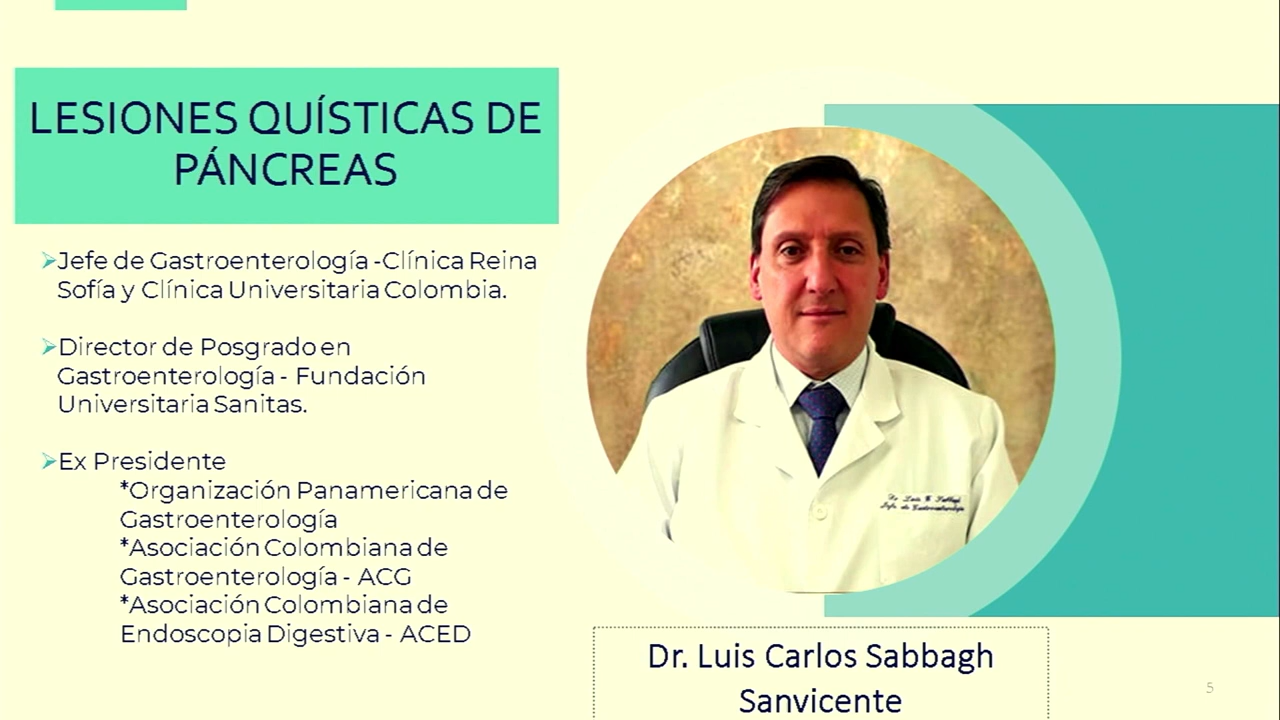 LESIONES QUÍSTICAS DE
PÁNCREAS
Jefe de Gastroenterología -Clínica Reina
Sofía y Clínica Universitaria Colombia.
Director de Posgrado en
Gastroenterología - Fundación
Universitaria Sanitas.
Ex Presidente
*Organización Panamericana de
Gastroenterología
*Asociación Colombiana de
Gastroenterología - ACG
*Asociación Colombiana de
Endoscopia Digestiva - ACED
Dr. Luis Carlos Sabbagh
Sanvicente
5